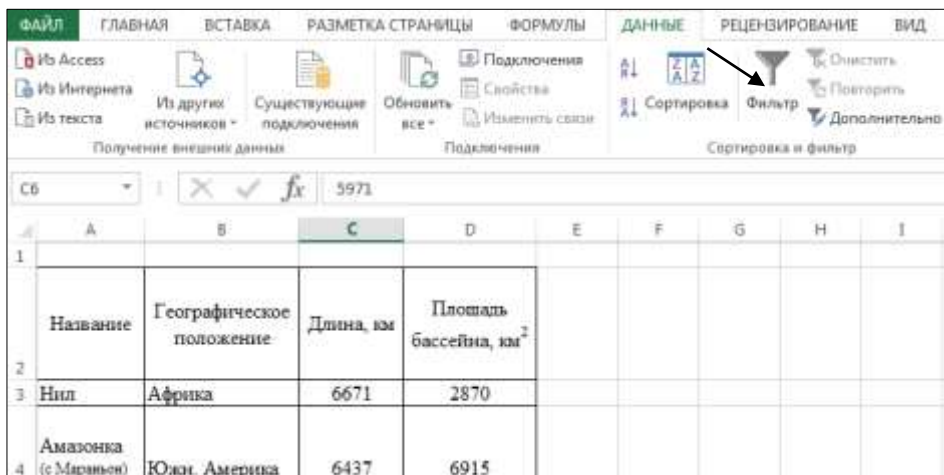 ФАЙЛ ГЛАВНАЯ ВСТАВКА РАЗМЕТКА СТРАНИЦЫ ФОРМУЛЫ ДАННЫЕ РЕЦЕНЗИРОВАНИЕ ВИД
Из Access
Из Интернета
Из текста
Из других
источников
Существующие
подключения
Получение внешних данных
Обновить
все
Подключения
Свойства
Изменить связи
Подключения
Сортировка
Фильтр
Очистить
Повторить
Дополнительно
Сортировка и фильтр
C6 fx 5971
A B C D E F G H I
1
2
Название
Географическое
положение
Длина, км
Площадь
бассейна, км²
3 Нил Африка 6671 2870
Амазонка
4 (с Мараньон) Южн. Америка 6437 6915